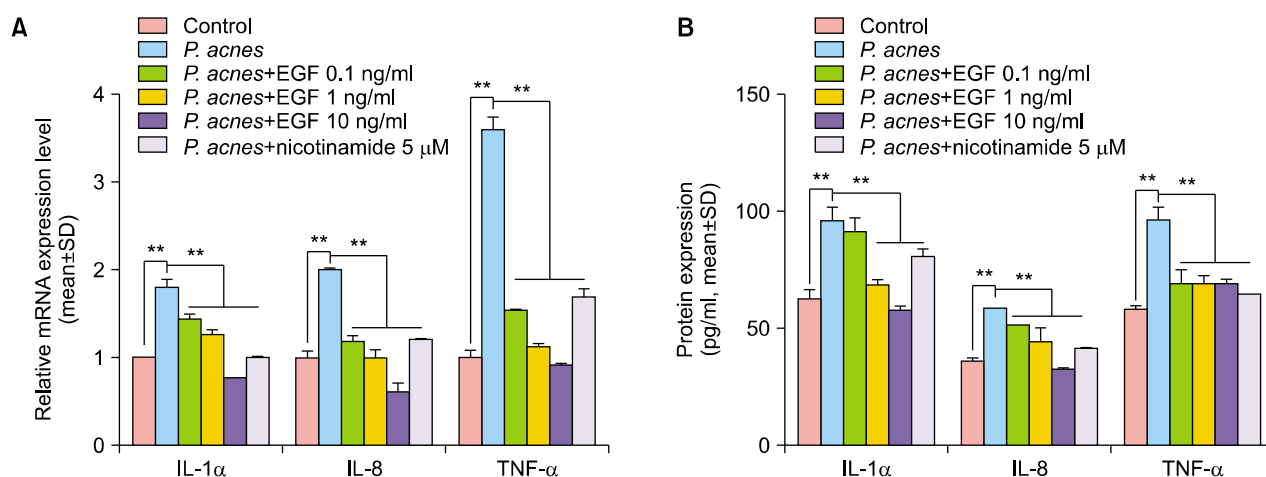 A
Control
P. acnes
P. acnes+EGF 0.1 ng/ml
P. acnes+EGF 1 ng/ml
P. acnes+EGF 10 ng/ml
P. acnes+nicotinamide 5 μM
Relative mRNA expression level
(mean±SD)
4
3
2
1
0
** **
** **
** **
IL-1α IL-8 TNF-α
B
Control
P. acnes
P. acnes+EGF 0.1 ng/ml
P. acnes+EGF 1 ng/ml
P. acnes+EGF 10 ng/ml
P. acnes+nicotinamide 5 μM
Protein expression
(pg/ml, mean±SD)
150
100
50
0
** **
** **
** **
IL-1α IL-8 TNF-α